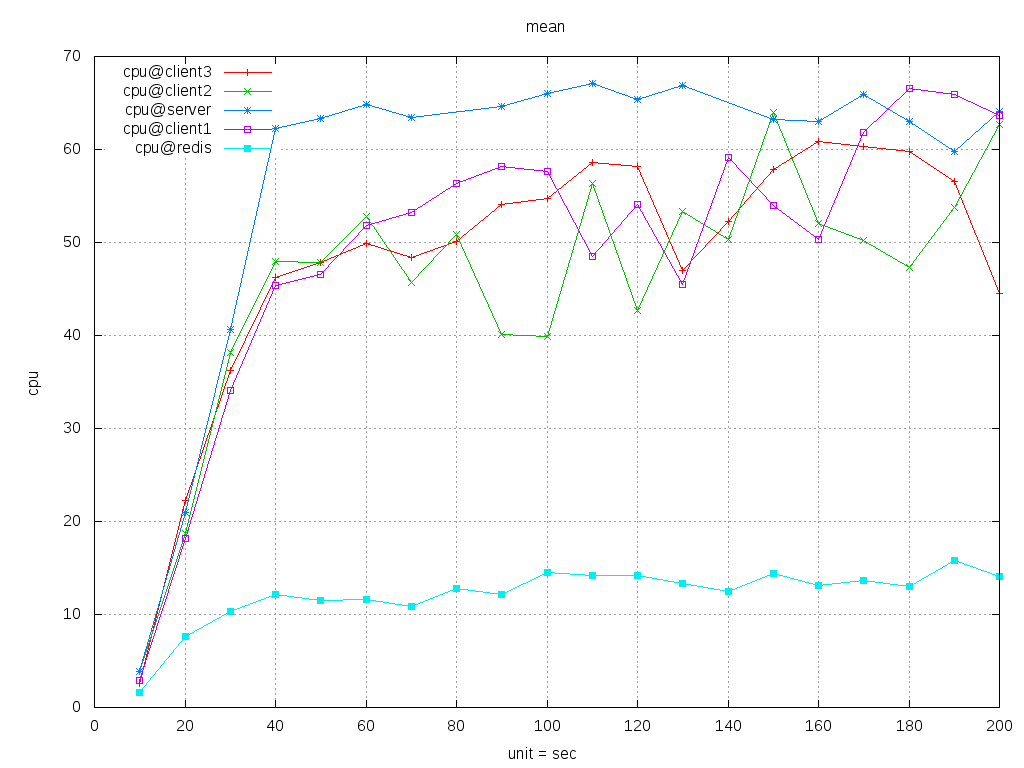 mean
70
60
50
40
30
20
10
0
cpu@client3
cpu@client2
cpu@server
cpu@client1
cpu@redis
cpu
0 20 40 60 80 100 120 140 160 180 200
unit = sec